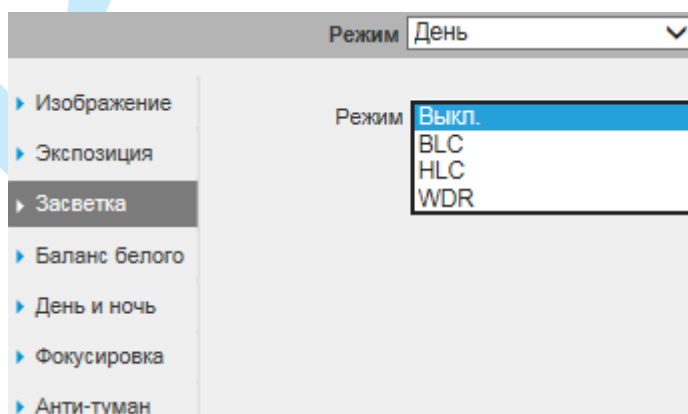 Режим День
Изображение
Режим Выкл.
BLC
HLC
WDR
Экспозиция
Засветка
Баланс белого
День и ночь
Фокусировка
Анти-туман